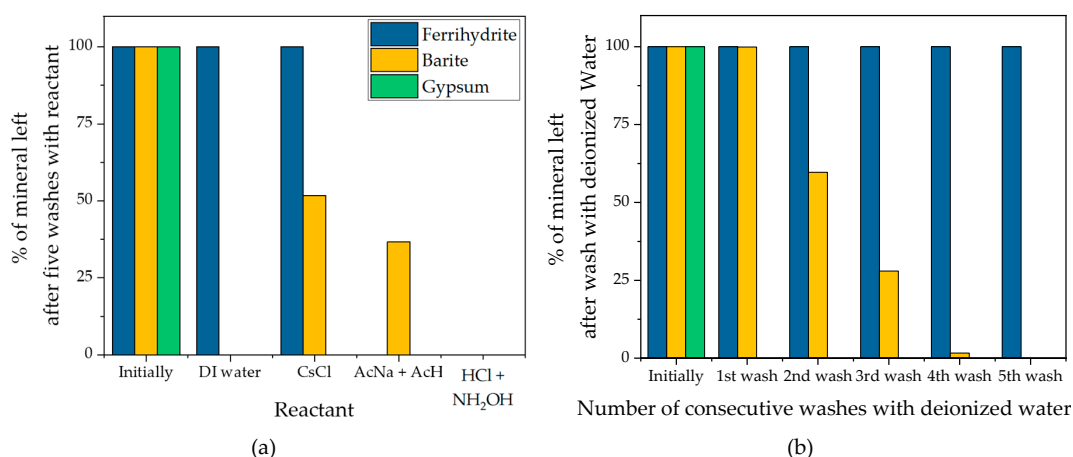 % of mineral left
after five washes with reactant
100
75
50
25
0
Ferrihydrite
Barite
Gypsum
Initially
DI water
CsCl
AcNa + AcH
HCl +
NH₂OH
Reactant
(a)
% of mineral left
after wash with deionized Water
100
75
50
25
0
Initially
1st wash
2nd wash
3rd wash
4th wash
5th wash
Number of consecutive washes with deionized water
(b)